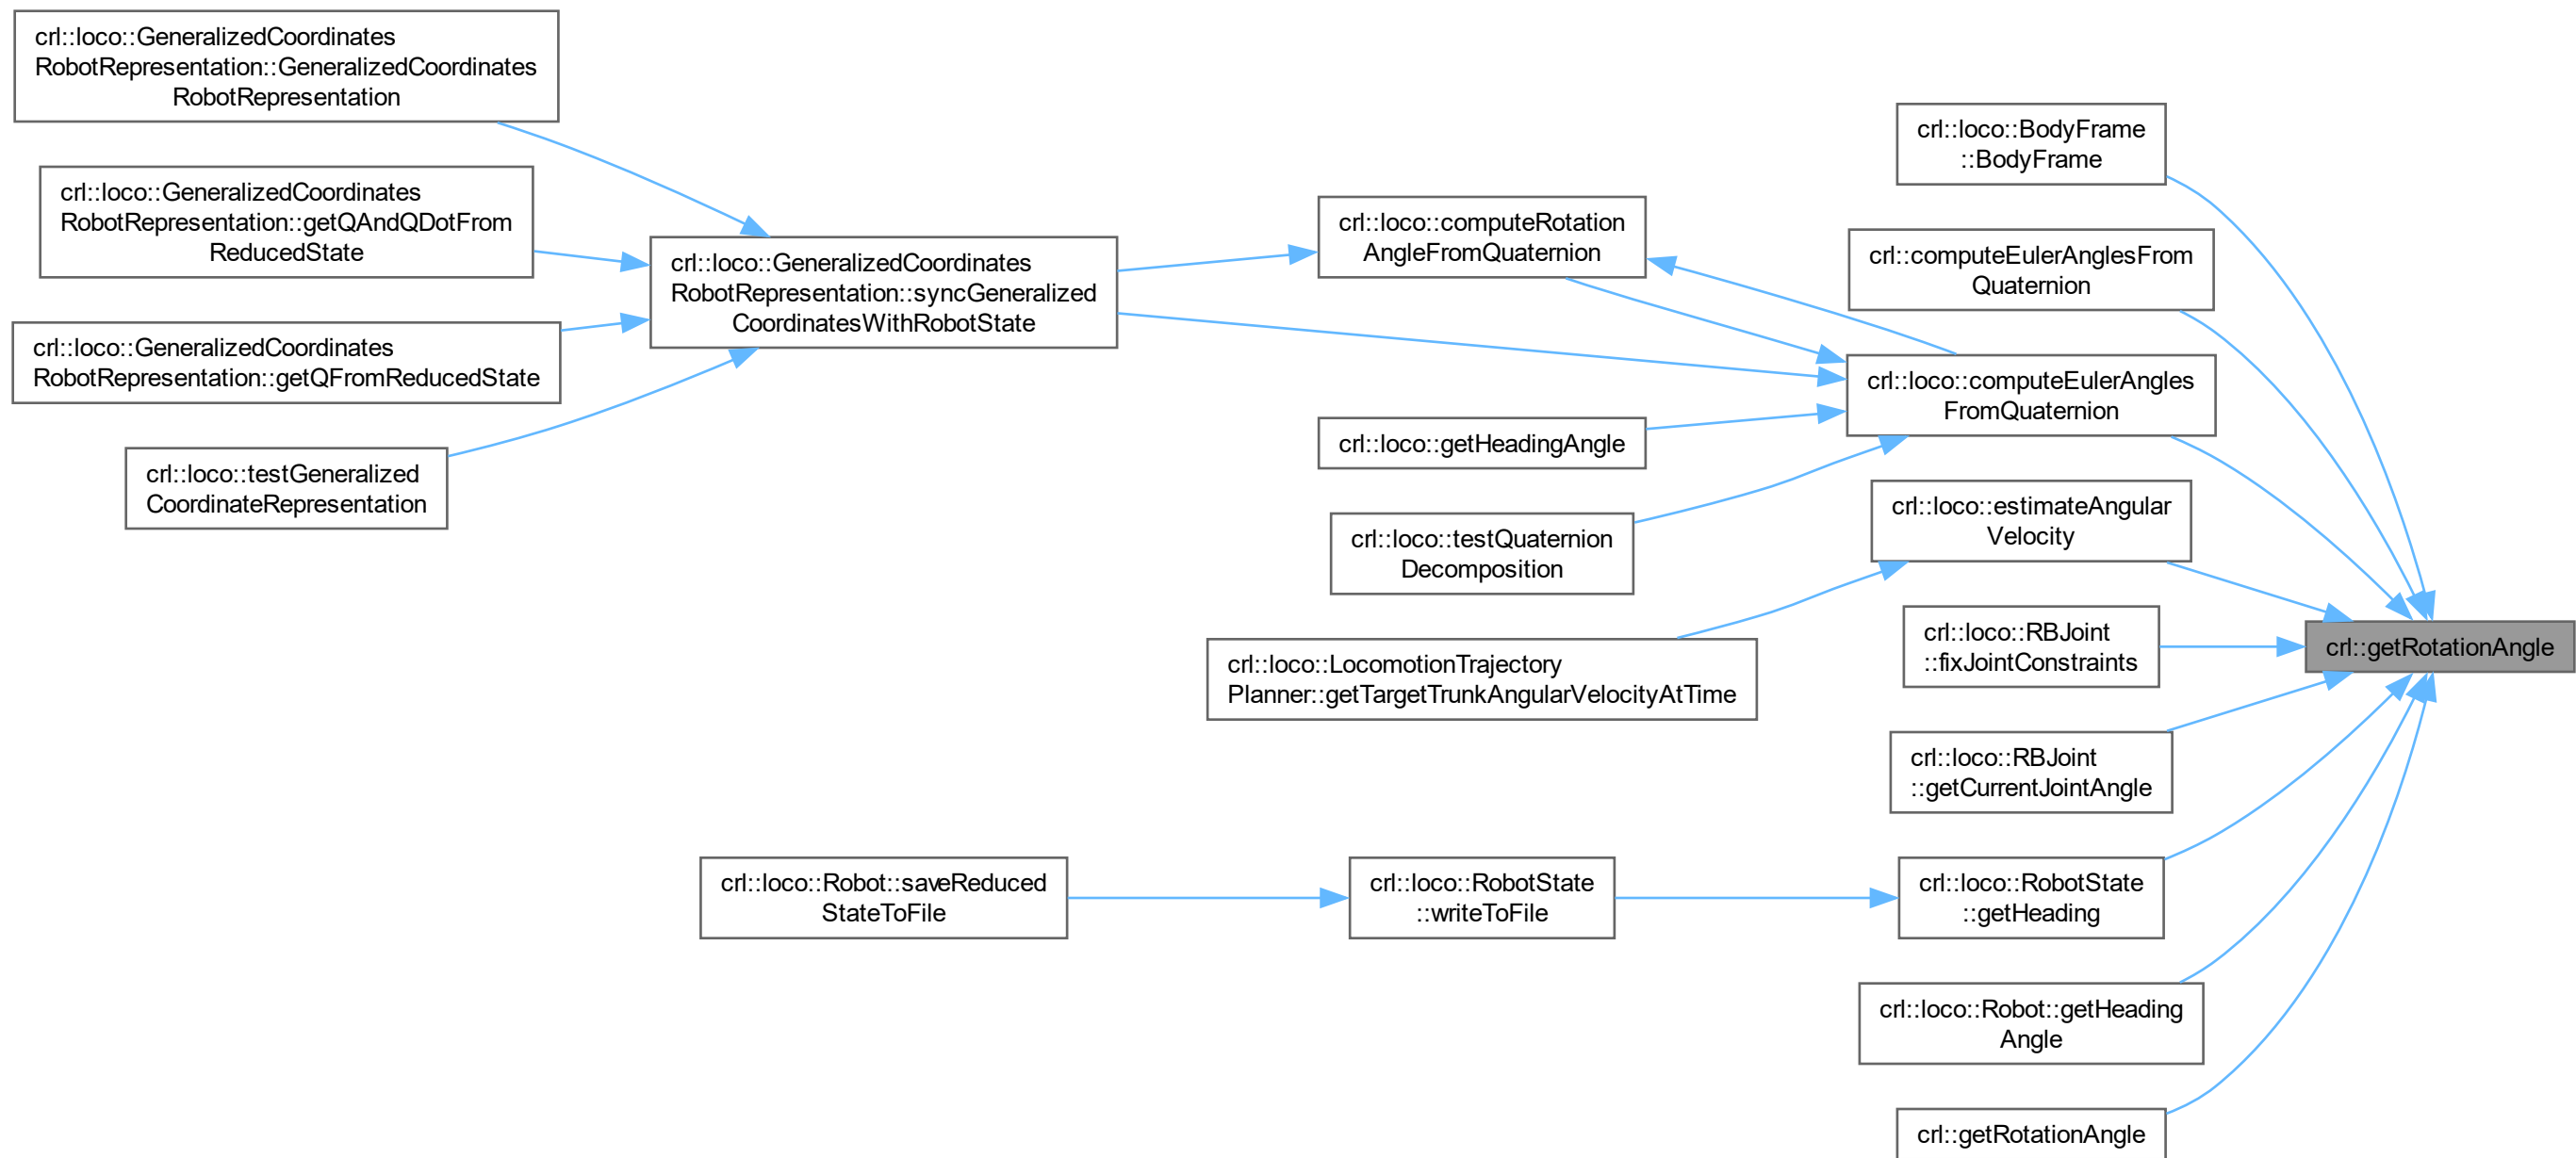 crl::loco::GeneralizedCoordinates
RobotRepresentation::GeneralizedCoordinates
RobotRepresentation
crl::loco::GeneralizedCoordinates
RobotRepresentation::getQAndQDotFrom
ReducedState
crl::loco::GeneralizedCoordinates
RobotRepresentation::getQFromReducedState
crl::loco::testGeneralized
CoordinateRepresentation
crl::loco::GeneralizedCoordinates
RobotRepresentation::syncGeneralized
CoordinatesWithRobotState
crl::loco::Robot::saveReduced
StateToFile
crl::loco::computeRotation
AngleFromQuaternion
crl::loco::getHeadingAngle
crl::loco::testQuaternion
Decomposition
crl::loco::LocomotionTrajectory
Planner::getTargetTrunkAngularVelocityAtTime
crl::loco::RobotState
::writeToFile
crl::loco::BodyFrame
::BodyFrame
crl::computeEulerAnglesFrom
Quaternion
crl::loco::computeEulerAngles
FromQuaternion
crl::loco::estimateAngular
Velocity
crl::loco::RBJoint
::fixJointConstraints
crl::loco::RBJoint
::getCurrentJointAngle
crl::loco::RobotState
::getHeading
crl::loco::Robot::getHeading
Angle
crl::getRotationAngle
crl::getRotationAngle